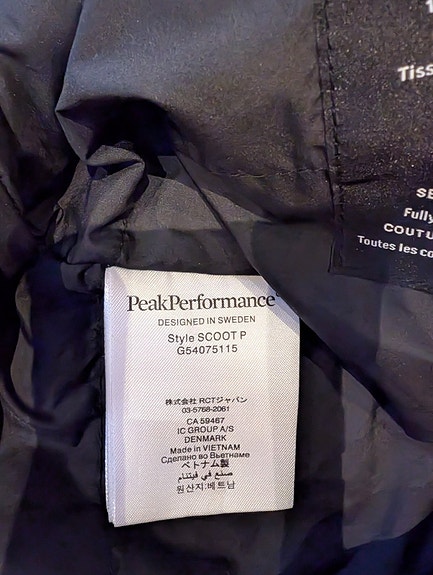 PeakPerformance
DESIGNED IN SWEDEN
Style SCOOT P
G54075115
株式会社 RCTジャパン
03-5768-2061
CA 59467
IC GROUP A/S
DENMARK
Made in VIETNAM
Сделано во Вьетнаме
ベトナム製
صنع في فيتنام
원산지:베트남
Fully
COUTU
Toutes les co